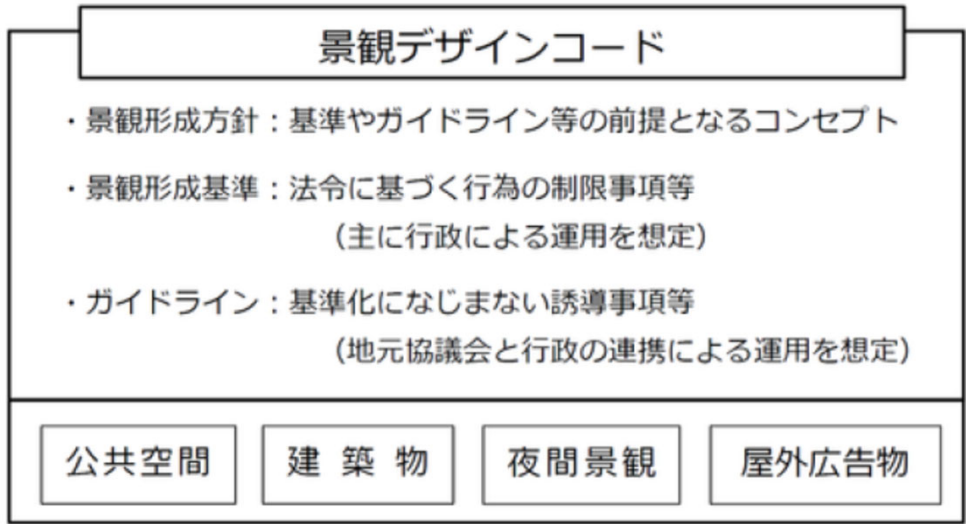 景観デザインコード
・景観形成方針：基準やガイドライン等の前提となるコンセプト
・景観形成基準：法令に基づく行為の制限事項等
（主に行政による運用を想定）
・ガイドライン：基準化になじまない誘導事項等
（地元協議会と行政の連携による運用を想定）
公共空間
建築物
夜間景観
屋外広告物